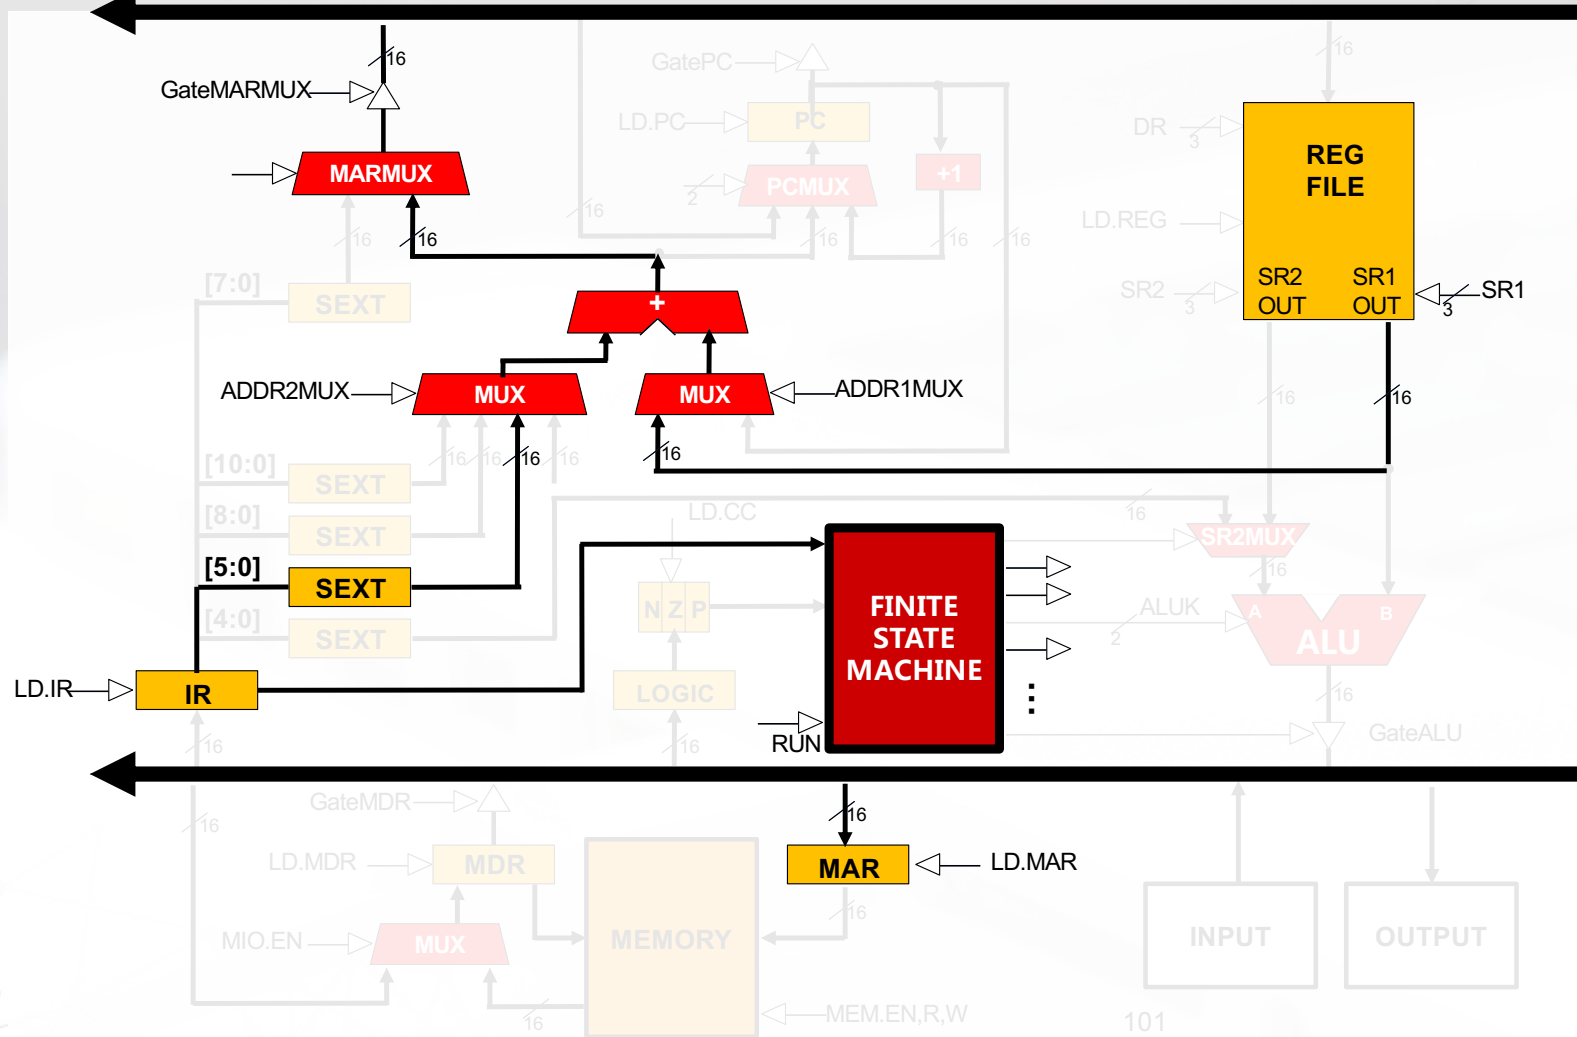 16
GatePC
16
GateMARMUX
LD.PC
PC
DR
3
REG
FILE
MARMUX
PCMUX
2
+1
16
LD.REG
16
16
16
16
16
[7:0]
SEXT
SR2
3
SR2
OUT
SR1
OUT
3
SR1
+
ADDR2MUX
MUX
MUX
ADDR1MUX
16
16
[10:0]
SEXT
16
16
16
16
16
[8:0]
SEXT
LD.CC
16
SR2MUX
[5:0]
SEXT
16
N Z P
FINITE
STATE
MACHINE
ALUK
2
A
B
ALU
[4:0]
SEXT
LD.IR
IR
LOGIC
16
RUN
GateALU
16
16
GateMDR
16
16
LD.MDR
MDR
MAR
LD.MAR
16
MIO.EN
MUX
MEMORY
INPUT
OUTPUT
16
MEM.EN,R,W
101